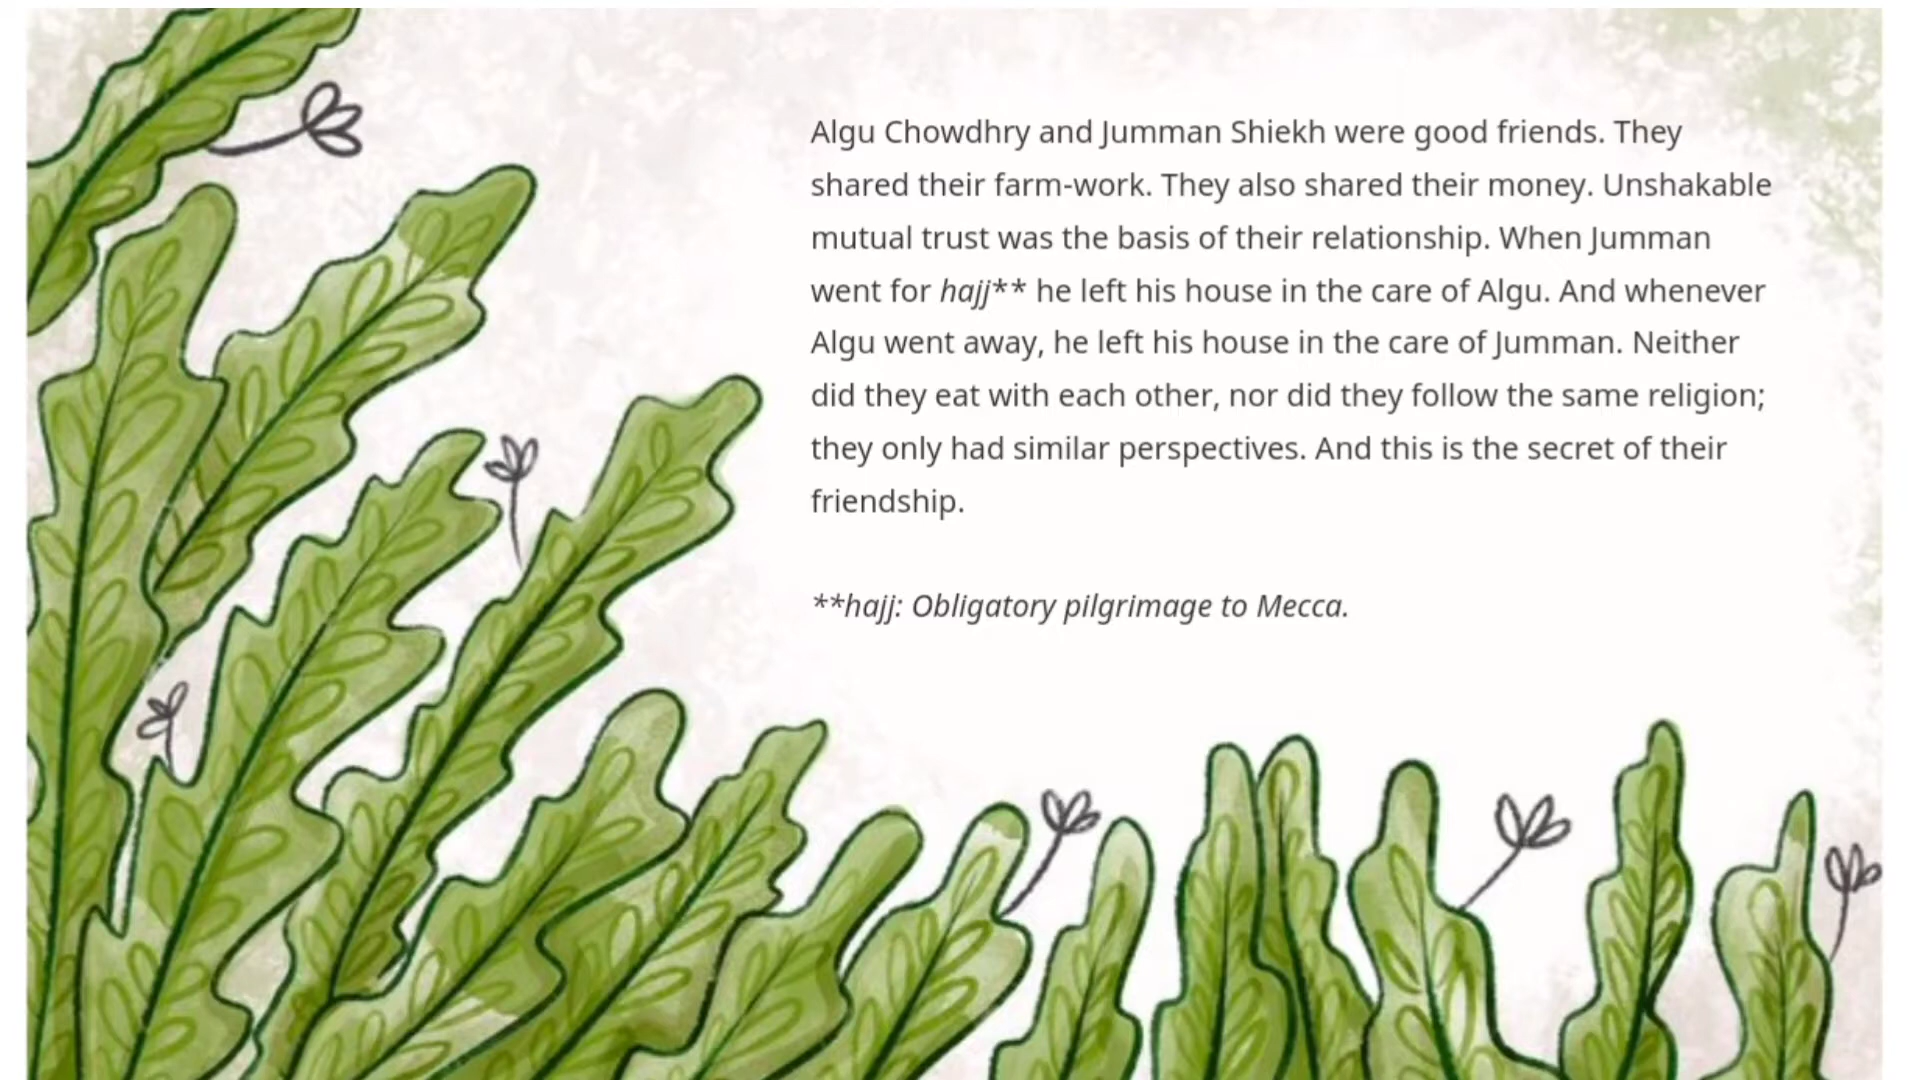 Algu Chowdhry and Jumman Shiekh were good friends. They
shared their farm-work. They also shared their money. Unshakable
mutual trust was the basis of their relationship. When Jumman
went for hajj** he left his house in the care of Algu. And whenever
Algu went away, he left his house in the care of Jumman. Neither
did they eat with each other, nor did they follow the same religion;
they only had similar perspectives. And this is the secret of their
friendship.
**hajj: Obligatory pilgrimage to Mecca.